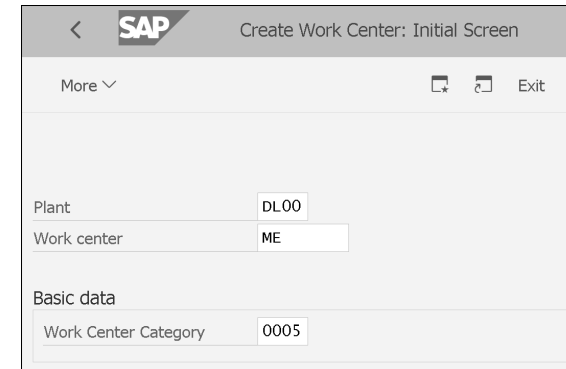 SAP Create Work Center: Initial Screen
More Exit
Plant DL00
Work center ME
Basic data
Work Center Category 0005